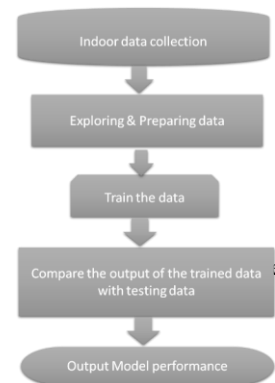 Indoor data collection
Exploring & Preparing data
Train the data
Compare the output of the trained data
with testing data
Output Model performance